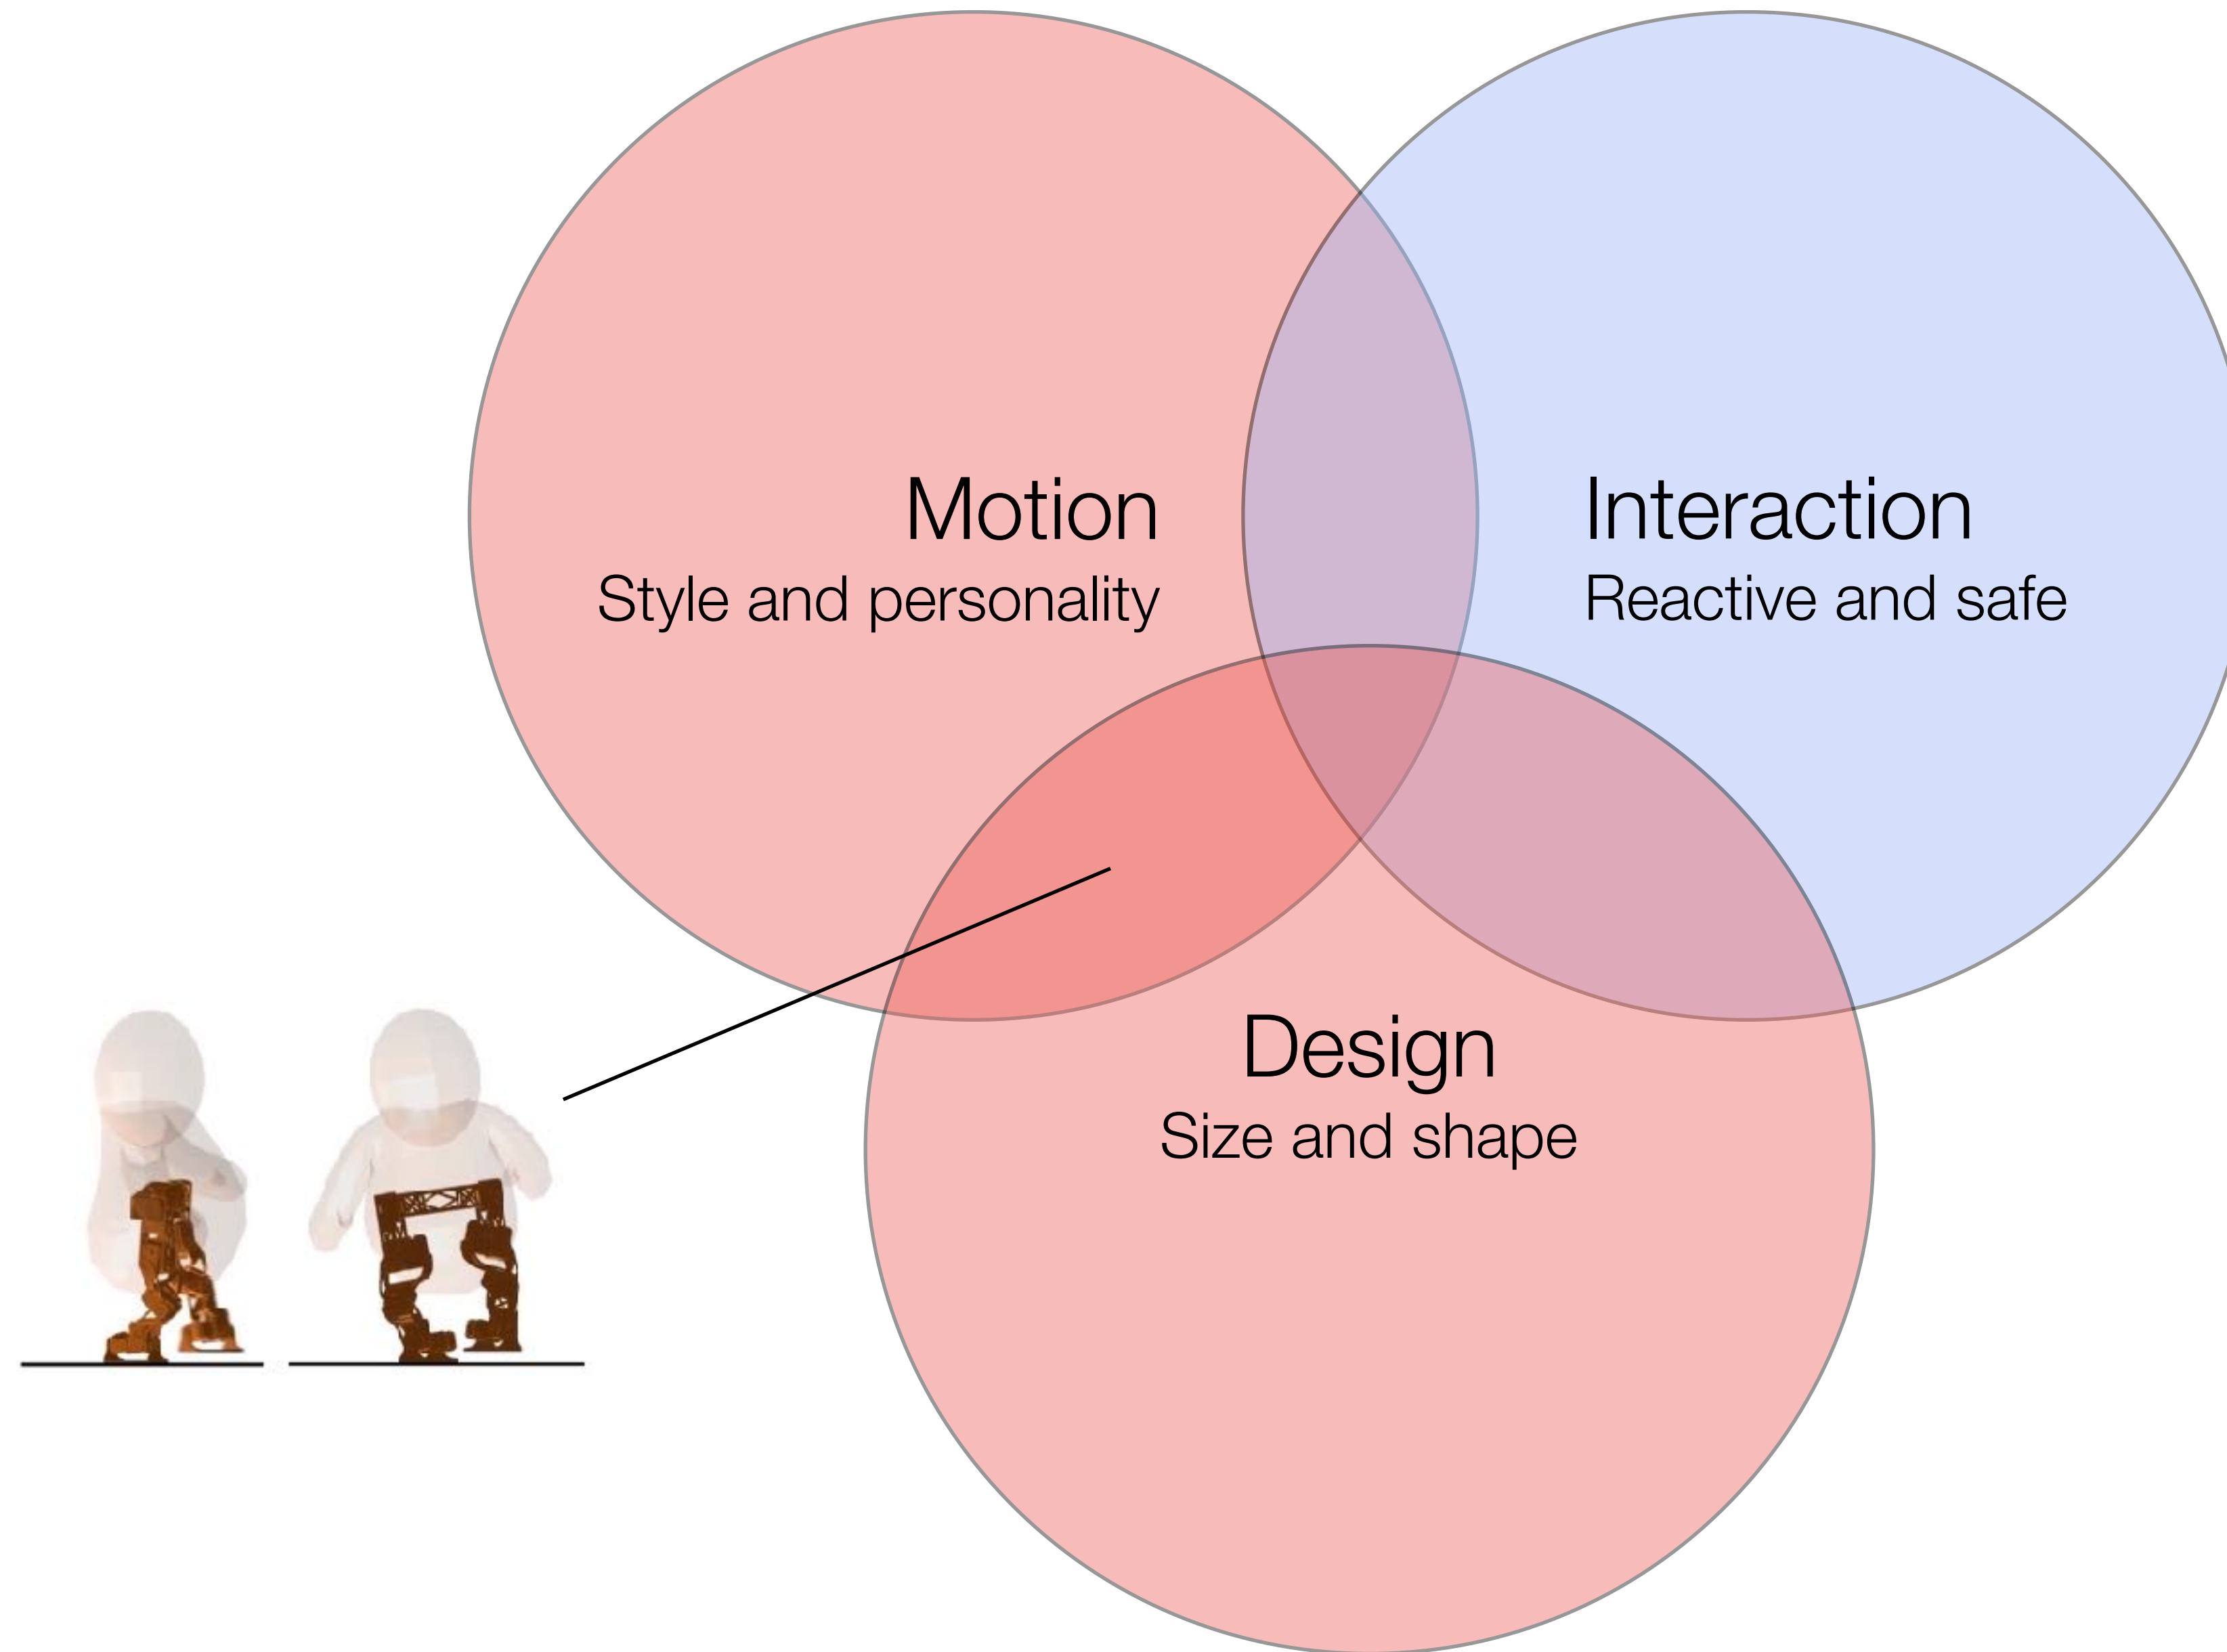 Motion
Style and personality
Interaction
Reactive and safe
Design
Size and shape